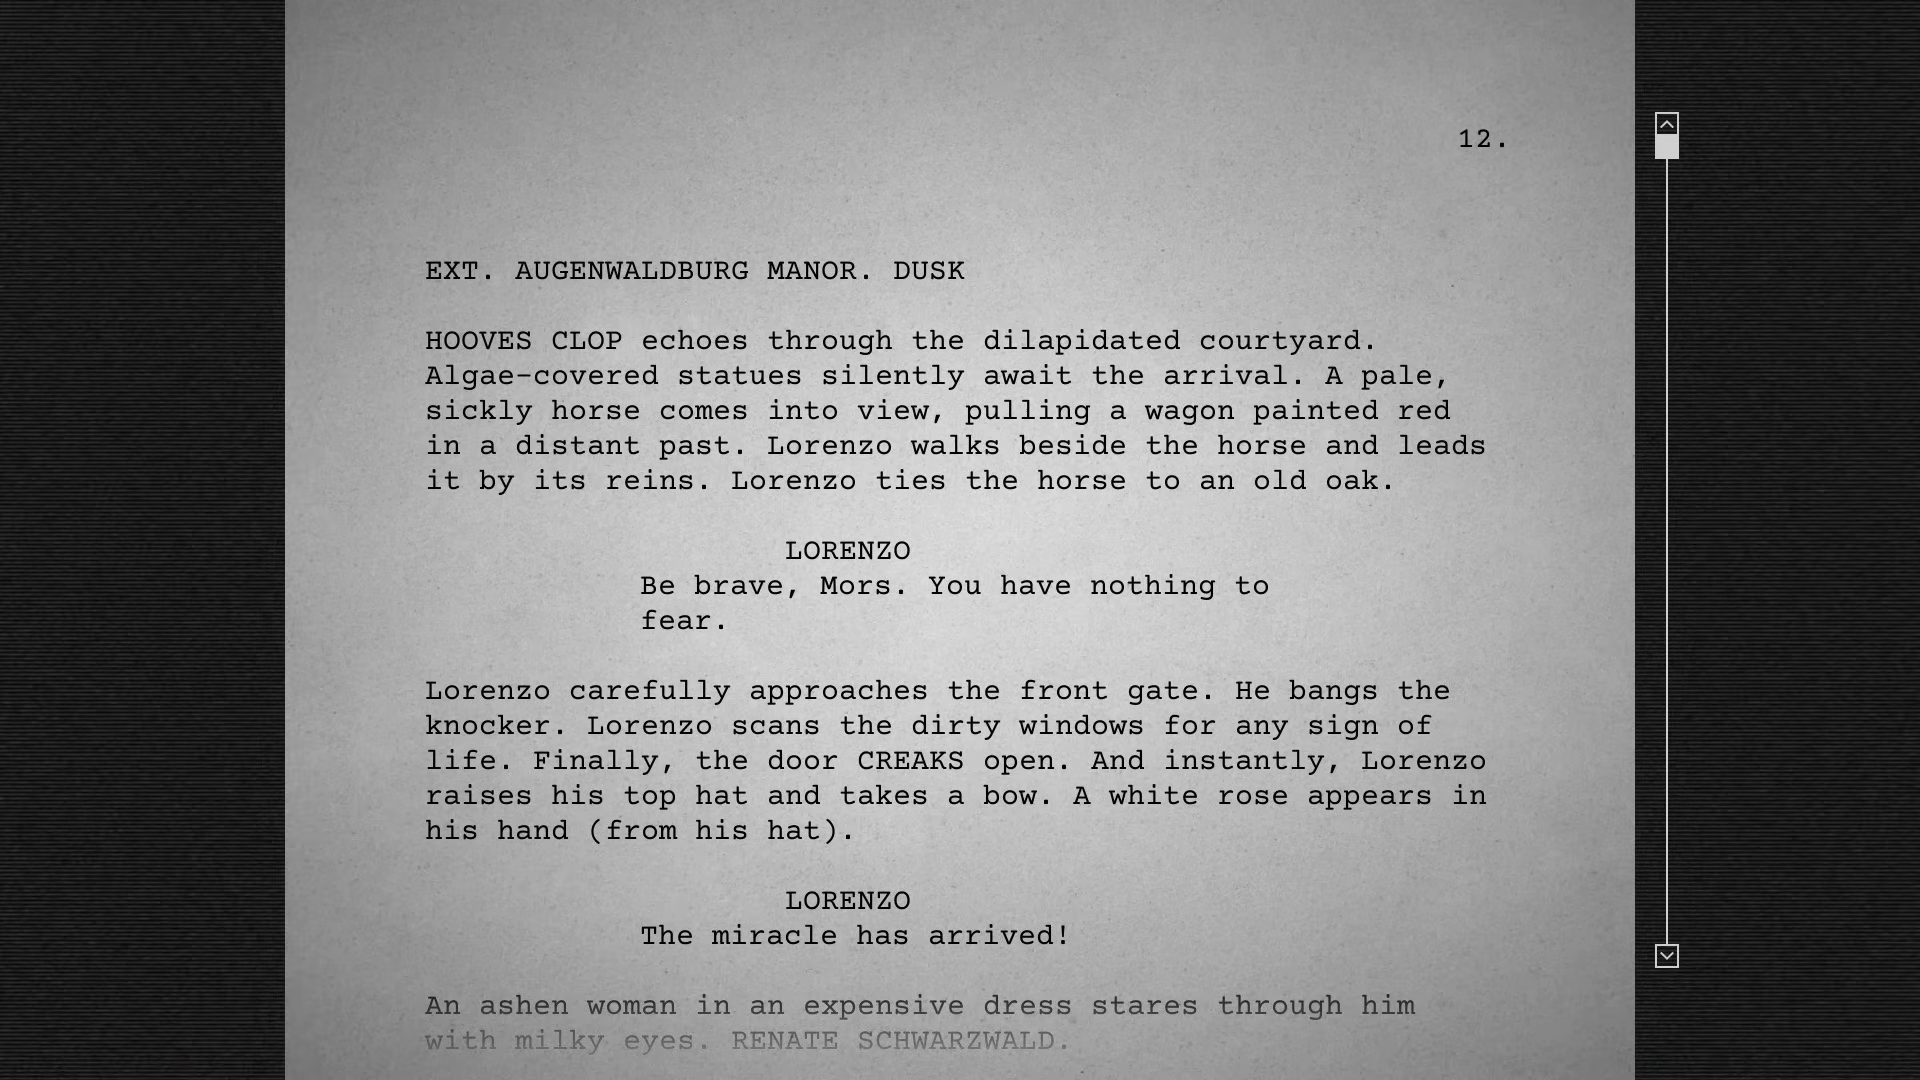 12.
EXT. AUGENWALDBURG MANOR. DUSK
HOOVES CLOP echoes through the dilapidated courtyard.
Algae-covered statues silently await the arrival. A pale,
sickly horse comes into view, pulling a wagon painted red
in a distant past. Lorenzo walks beside the horse and leads
it by its reins. Lorenzo ties the horse to an old oak.
LORENZO
Be brave, Mors. You have nothing to
fear.
Lorenzo carefully approaches the front gate. He bangs the
knocker. Lorenzo scans the dirty windows for any sign of
life. Finally, the door CREAKS open. And instantly, Lorenzo
raises his top hat and takes a bow. A white rose appears in
his hand (from his hat).
LORENZO
The miracle has arrived!
An ashen woman in an expensive dress stares through him
with milky eyes. RENATE SCHWARZWALD.